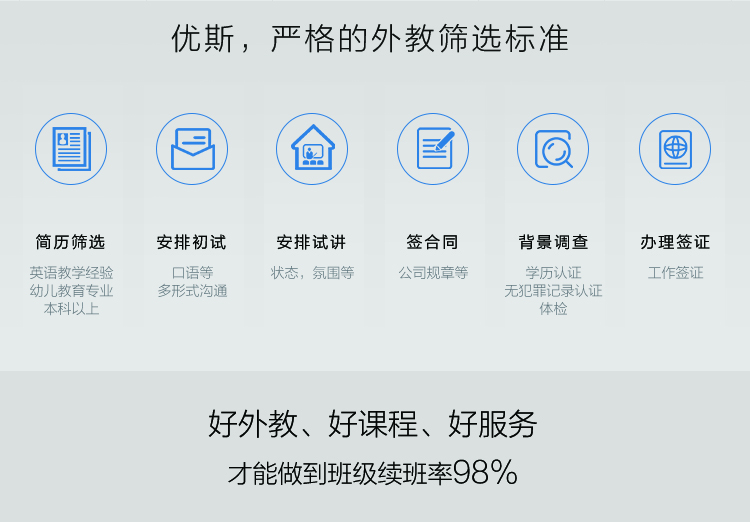 优斯，严格的外教筛选标准
简历筛选
英语教学经验
幼儿教育专业
本科以上
安排初试
口语等
多形式沟通
安排试讲
状态，氛围等
签合同
公司规章等
背景调查
学历认证
无犯罪记录认证
体检
办理签证
工作签证
好外教、好课程、好服务
才能做到班级续班率98%